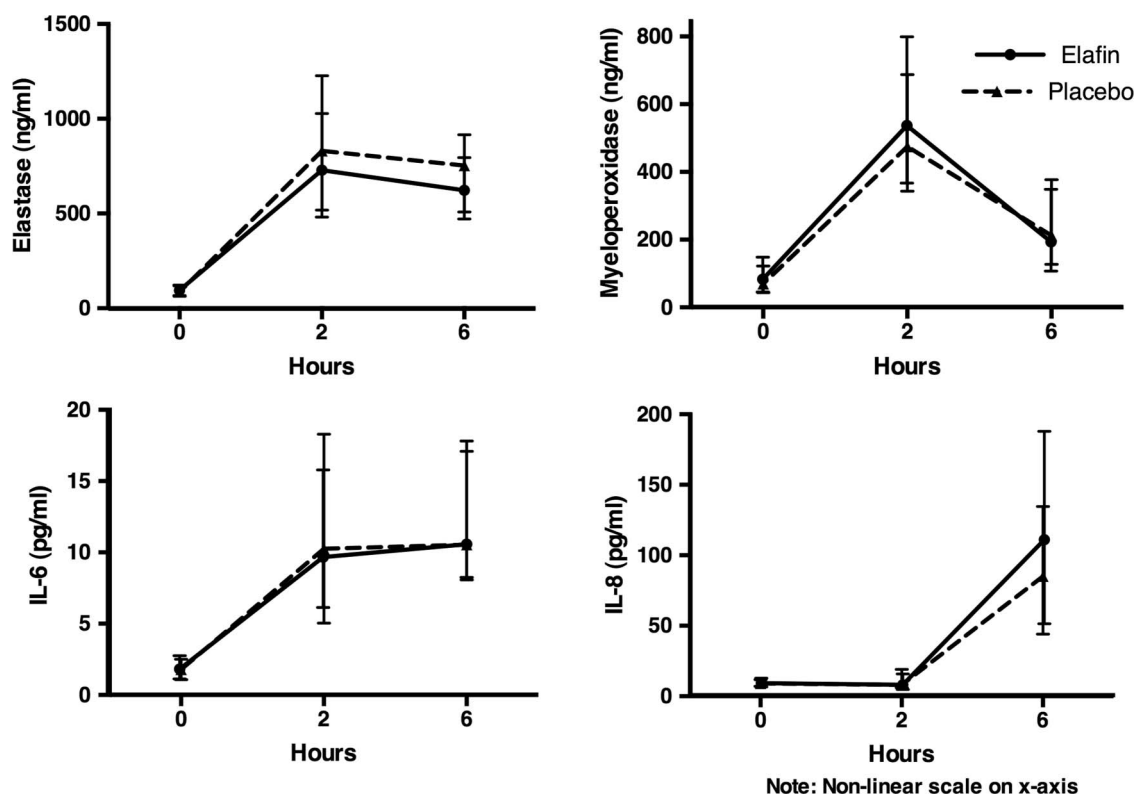 Elastase (ng/ml)
1500
1000
500
0
0 2 6
Hours
Myeloperoxidase (ng/ml)
800
600
400
200
0
0 2 6
Hours
Elafin
Placebo
IL-6 (pg/ml)
20
15
10
5
0
0 2 6
Hours
IL-8 (pg/ml)
200
150
100
50
0
0 2 6
Hours
Note: Non-linear scale on x-axis